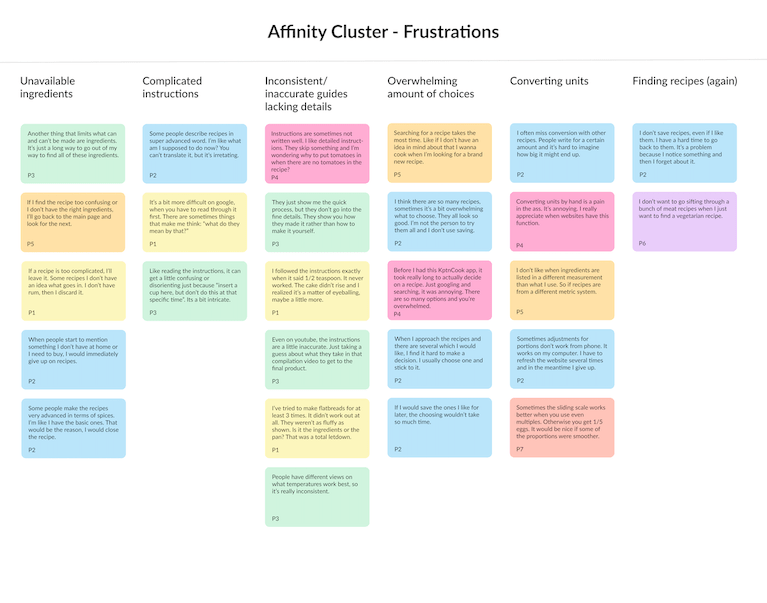 Affinity Cluster - Frustrations
Unavailable
ingredients
Another thing that limits what can
and can't be made are ingredients.
It's just a long way to go out of my
way to find all of these ingredients.
P3
If I find the recipe too confusing or
I don't have the right ingredients,
I'll go back to the main page and
look for the next.
P5
If a recipe is too complicated, I'll
leave it. Some recipes I don't have
an idea what goes in. I don't have
rum, then I discard it.
P1
When people start to mention
something I don't have at home or
I need to buy, I would immediately
give up on recipes.
P2
Some people make the recipes
very advanced in terms of spices.
I'm like I have the basic ones. That
would be the reason, I would close
the recipe.
P2
Complicated
instructions
Some people describe recipes in
super advanced word. I'm like what
am I supposed to do now? You
can't translate it, but it's irretating.
P2
It's a bit more difficult on google,
when you have to read through it
first. There are sometimes things
that make me think: "what do they
mean by that?"
P1
Like reading the instructions, it can
get a little confusing or
disorienting just because "insert a
cup here, but don't do this at that
specific time". Its a bit intricate.
P3
Inconsistent/
inaccurate guides
lacking details
Instructions are sometimes not
written well. I like detailed instruct-
ions. They skip something and I'm
wondering why to put tomatoes in
when there are no tomatoes in the
recipe?
P4
They just show me the quick
process, but they don't go into the
fine details. They show you how
they made it rather than how to
make it yourself.
P3
I followed the instructions exactly
when it said 1/2 teaspoon. It never
worked. The cake didn't rise and I
realized it's a matter of eyeballing,
maybe a little more.
P1
Even on youtube, the instructions
are a little inaccurate. Just taking a
guess about what they take in that
compilation video to get to the
final product.
P3
I've tried to make flatbreads for at
least 3 times. It didn't work out at
all. They weren't as fluffy as
shown. Is it the ingredients or the
pan? That was a total letdown.
P1
People have different views on
what temperatures work best, so
it's really inconsistent.
P3
Overwhelming
amount of choices
Searching for a recipe takes the
most time. Like if I don't have an
idea in mind about that I wanna
cook when I'm looking for a brand
new recipe.
P5
I think there are so many recipes,
sometimes it's a bit overwhelming
what to choose. They all look so
good. I'm not the person to try
them all and I don't use saving.
P2
Before I had this KptnCook app, it
took really long to actually decide
on a recipe. Just googling and
searching. It was annoying. There
are so many options and you're
overwhelmed.
P4
When I approach the recipes and
there are several which I would
like, I find it hard to make a
decision. I usually choose one and
stick to it.
P2
If I would save the ones I like for
later, the choosing wouldn't take
so much time.
P2
Converting units
I often miss conversion with other
recipes. People write for a certain
amount and it's hard to imagine
how big it might end up.
P2
Converting units by hand is a pain
in the ass. It's annoying, I really
appreciate when websites have this
function.
P4
I don't like when ingredients are
listed in a different measurement
than what I use. So if recipes are
from a different metric system.
P5
Sometimes adjustments for
portions don't work from phone. It
works on my computer. I have to
refresh the website several times
and in the meantime I give up.
P2
Sometimes the sliding scale works
better when you use even
multiples. Otherwise you get 1/5
eggs. It would be nice if some of
the proportions were smoother.
P7
Finding recipes (again)
I don't save recipes, even if I like
them. I have a hard time to go
back to them. It's a problem
because I notice something and
then I forget about it.
P2
I don't want to go sifting through a
bunch of meat recipes when I just
want to find a vegetarian recipe.
P6